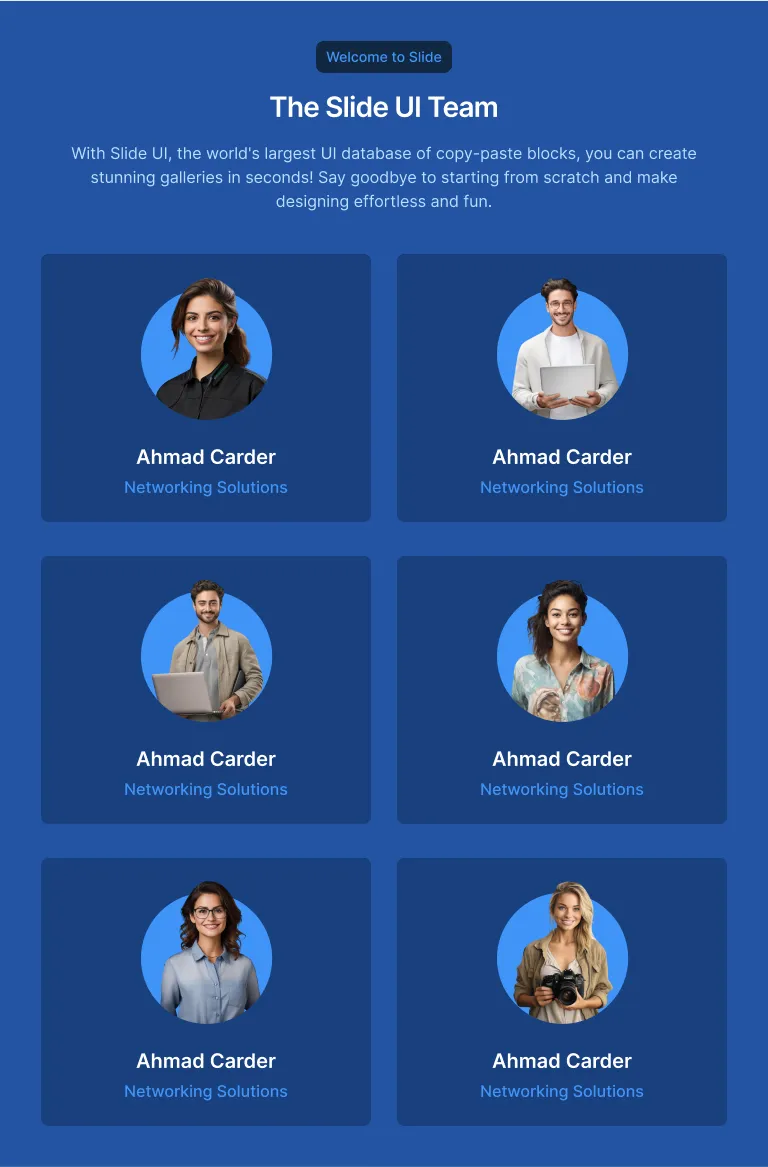 Welcome to Slide
The Slide UI Team
With Slide UI, the world's largest UI database of copy-paste blocks, you can create
stunning galleries in seconds! Say goodbye to starting from scratch and make
designing effortless and fun.
Ahmad Carder
Networking Solutions
Ahmad Carder
Networking Solutions
Ahmad Carder
Networking Solutions
Ahmad Carder
Networking Solutions
Ahmad Carder
Networking Solutions
Ahmad Carder
Networking Solutions